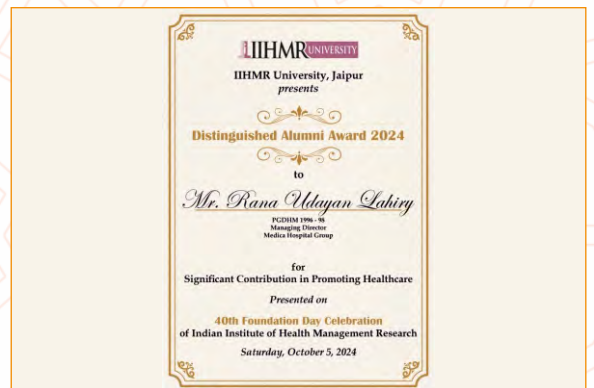 IIHMR UNIVERSITY
IIHMR University, Jaipur
presents
Distinguished Alumni Award 2024
to
Mr. Rana Udayan Lahiry
PGDHM 1996 - 98
Managing Director
Medica Hospital Group
for
Significant Contribution in Promoting Healthcare
Presented on
40th Foundation Day Celebration
of Indian Institute of Health Management Research
Saturday, October 5, 2024